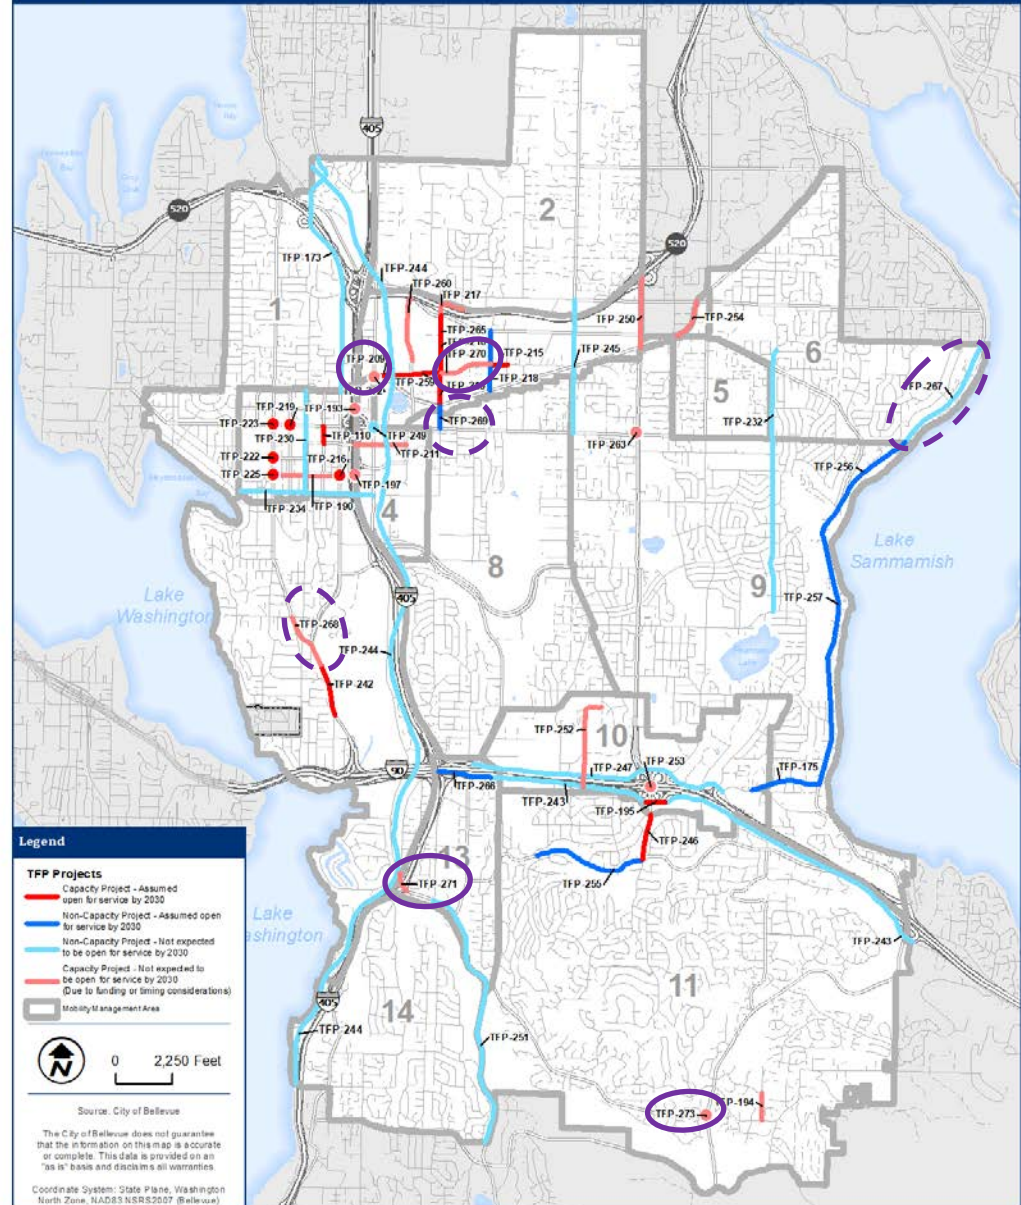 405
2
520
520
TFP-173
TFP-244
TFP-260
TFP-217
1
TFP-250
TFP-254
TFP-265
TFP-209
TFP-270
TFP-215
TFP-245
6
TFP-259
TFP-218
5
TFP-267
TFP-219
TFP-193
TFP-223
TFP-269
TFP-232
TFP-230
TFP-110
TFP-249
TFP-263
TFP-211
TFP-222
TFP-216
TFP-256
TFP-225
TFP-197
TFP-234
TFP-190
4
Lake
Sammamish
8
9
405
TFP-257
Lake
Washington
TFP-268
TFP-244
TFP-242
TFP-252
10
TFP-247
TFP-253
90
TFP-175
TFP-266
TFP-243
TFP-195
TFP-246
13
TFP-271
TFP-255
Lake
TFP-243
11
14
405
TFP-244
TFP-251
TFP-273
TFP-194
Legend
TFP Projects
Capacity Project - Assumed
open for service by 2030
Non-Capacity Project - Assumed open
for service by 2030
Non-Capacity Project - Not expected
to be open for service by 2030
Capacity Project - Not expected to
be open for service by 2030
(Due to funding or timing considerations)
Mobility Management Area
N
0 2,250 Feet
Source: City of Bellevue
The City of Bellevue does not guarantee
that the information on this map is accurate
or complete. This data is provided on an
"as is" basis and disclaims all warranties.
Coordinate System: State Plane, Washington
North Zone, NAD83 NSRS2007 (Bellevue)